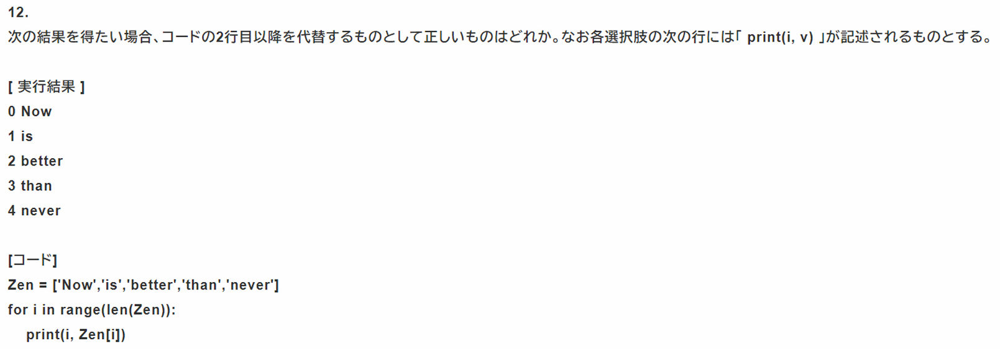 12.
次の結果を得たい場合、コードの2行目以降を代替するものとして正しいものはどれか。なお各選択肢の次の行には「 print(i, v) 」が記述されるものとする。
[ 実行結果 ]
0 Now
1 is
2 better
3 than
4 never
[コード]
Zen = ['Now','is','better','than','never']
for i in range(len(Zen)):
    print(i, Zen[i])